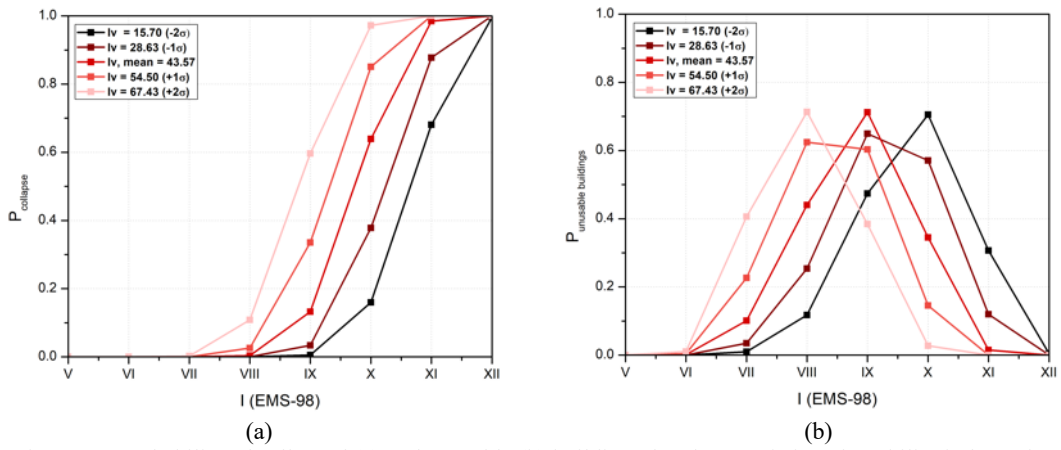 Iv = 15.70 (-2σ)
Iv = 28.63 (-1σ)
Iv, mean = 43.57
Iv = 54.50 (+1σ)
Iv = 67.43 (+2σ)
1.0
0.8
0.6
0.4
0.2
0.0
P collapse
V VI VII VIII IX X XI XII
I (EMS-98)
(a)
Iv = 15.70 (-2σ)
Iv = 28.63 (-1σ)
Iv, mean = 43.57
Iv = 54.50 (+1σ)
Iv = 67.43 (+2σ)
1.0
0.8
0.6
0.4
0.2
0.0
P unusable buildings
V VI VII VIII IX X XI XII
I (EMS-98)
(b)